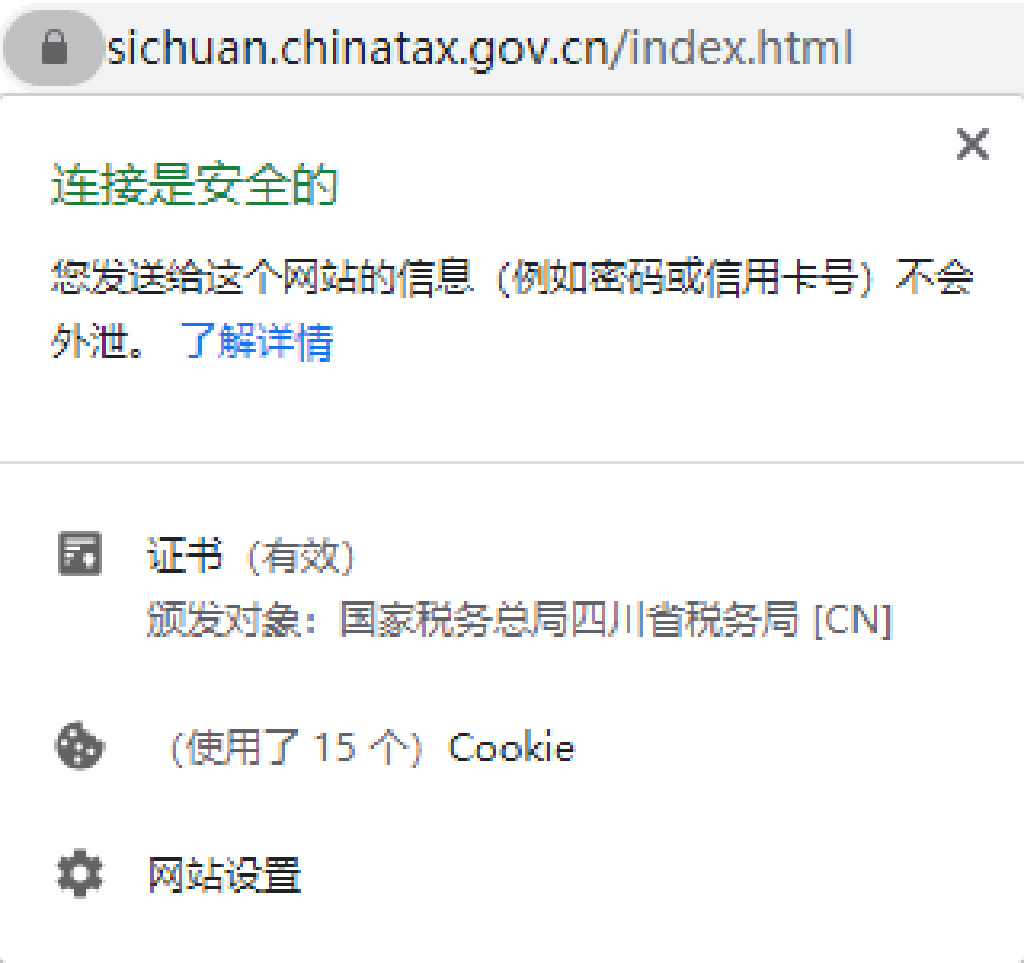 sichuan.chinatax.gov.cn/index.html
连接是安全的
您发送给这个网站的信息（例如密码或信用卡号）不会
外泄。 了解详情
证书（有效）
颁发对象：国家税务总局四川省税务局 [CN]
（使用了 15 个）Cookie
网站设置